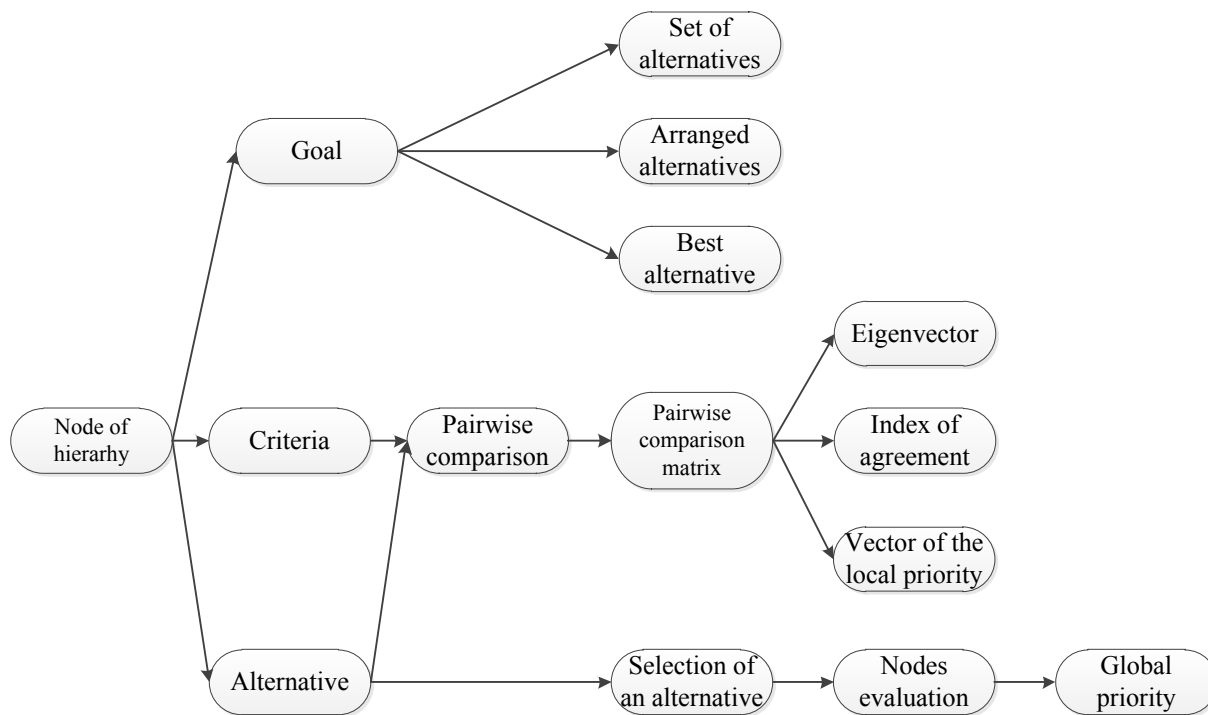 Set of
alternatives
Goal
Arranged
alternatives
Best
alternative
Eigenvector
Node of
hierarhy
Criteria
Pairwise
comparison
Pairwise
comparison
matrix
Index of
agreement
Vector of the
local priority
Alternative
Selection of
an alternative
Nodes
evaluation
Global
priority